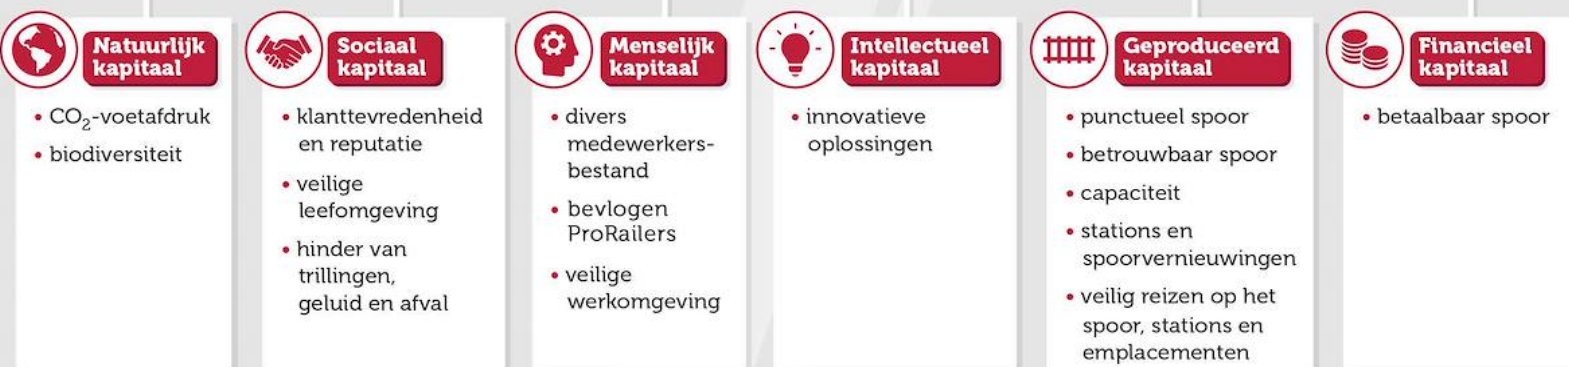 Natuurlijk
kapitaal
• CO₂-voetafdruk
• biodiversiteit
Sociaal
kapitaal
• klanttevredenheid
en reputatie
• veilige
leefomgeving
• hinder van
trillingen,
geluid en afval
Menselijk
kapitaal
• divers
medewerkers-
bestand
• bevlogen
ProRailers
• veilige
werkomgeving
Intellectueel
kapitaal
• innovatieve
oplossingen
Geproduceerd
kapitaal
• punctueel spoor
• betrouwbaar spoor
• capaciteit
• stations en
spoorvernieuwingen
• veilig reizen op het
spoor, stations en
emplacementen
Financieel
kapitaal
• betaalbaar spoor